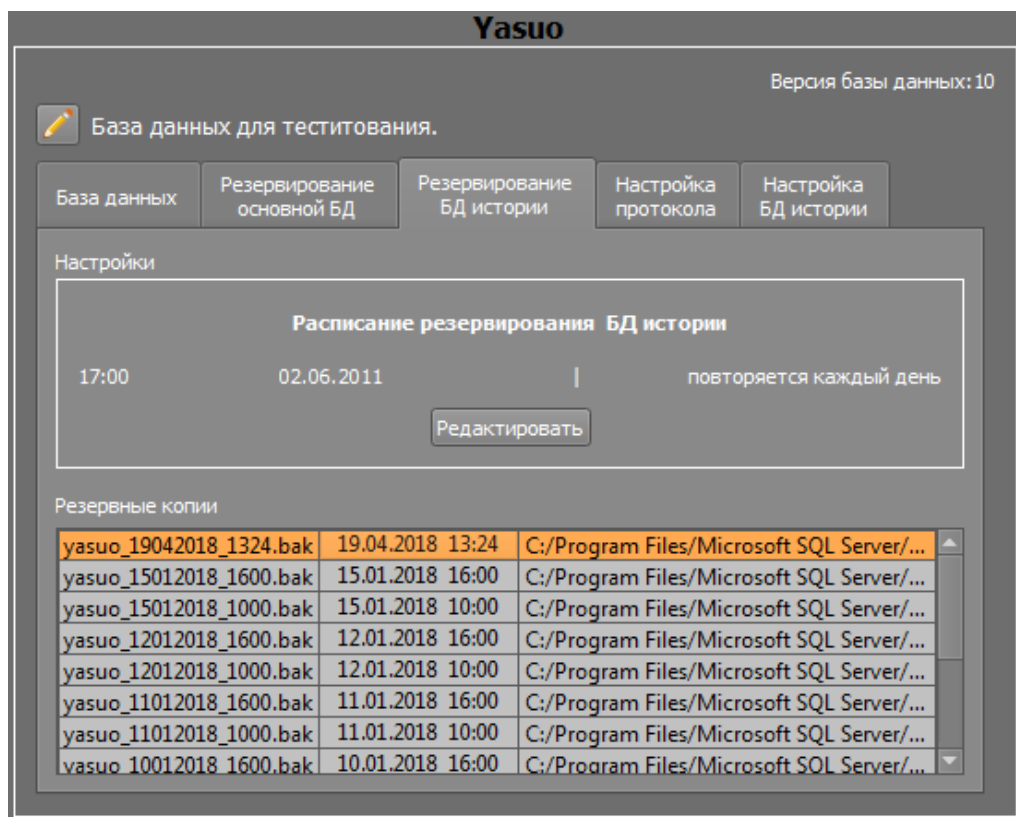 Yasuo
Версия базы данных:10
База данных для теститования.
База данных
Резервирование
основной БД
Резервирование
БД истории
Настройка
протокола
Настройка
БД истории
Настройки
Расписание резервирования БД истории
17:00 02.06.2011 | повторяется каждый день
Редактировать
Резервные копии
yasuo_19042018_1324.bak 19.04.2018 13:24 C:/Program Files/Microsoft SQL Server/...
yasuo_15012018_1600.bak 15.01.2018 16:00 C:/Program Files/Microsoft SQL Server/...
yasuo_15012018_1000.bak 15.01.2018 10:00 C:/Program Files/Microsoft SQL Server/...
yasuo_12012018_1600.bak 12.01.2018 16:00 C:/Program Files/Microsoft SQL Server/...
yasuo_12012018_1000.bak 12.01.2018 10:00 C:/Program Files/Microsoft SQL Server/...
yasuo_11012018_1600.bak 11.01.2018 16:00 C:/Program Files/Microsoft SQL Server/...
yasuo_11012018_1000.bak 11.01.2018 10:00 C:/Program Files/Microsoft SQL Server/...
yasuo_10012018_1600.bak 10.01.2018 16:00 C:/Program Files/Microsoft SQL Server/...